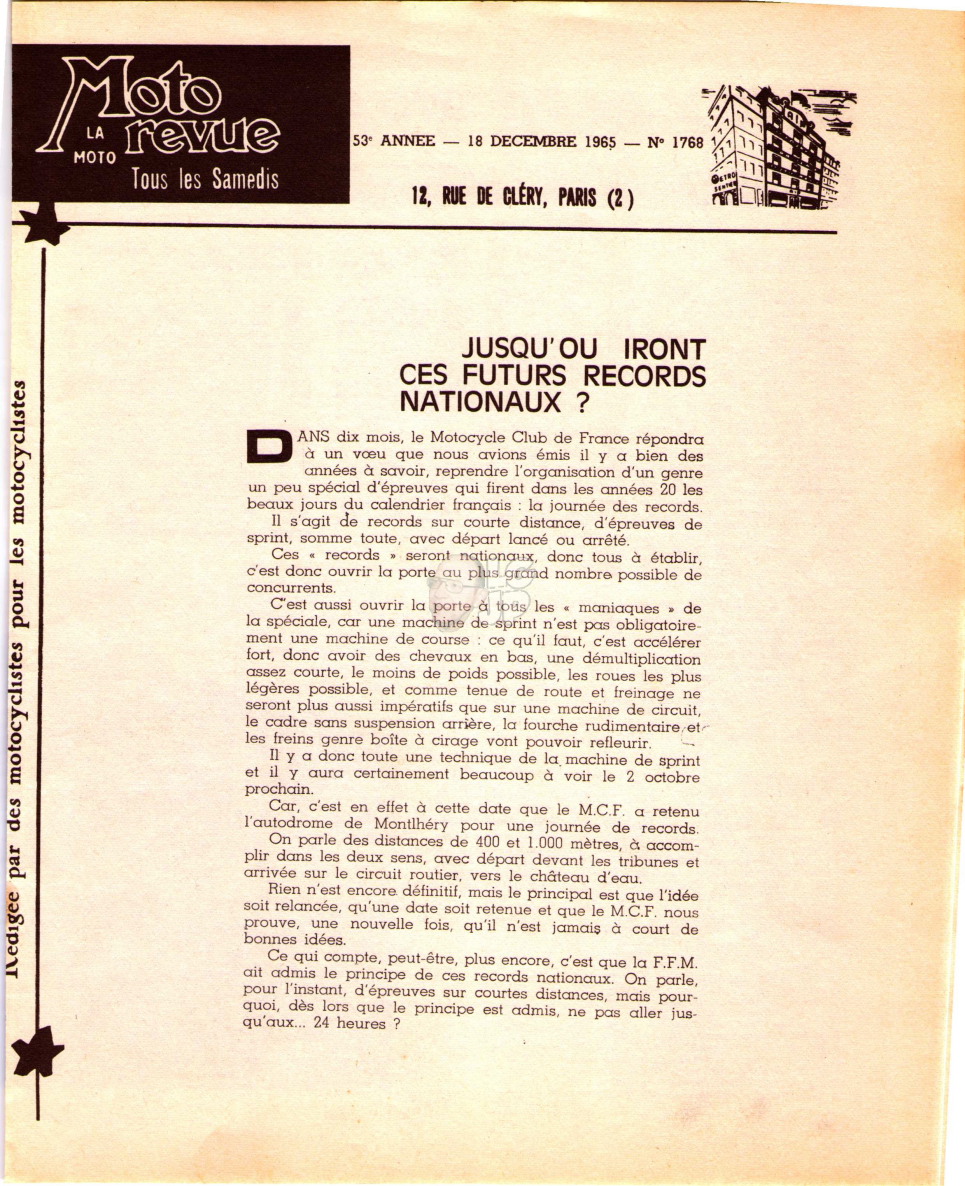 Moto
revue
LA
MOTO
Tous les Samedis
53e ANNEE — 18 DECEMBRE 1965 — No 1768
12, RUE DE CLÉRY, PARIS (2)
METRO
SENTIER
Redigée par des motocyclistes pour les motocyclistes
JUSQU'OU IRONT
CES FUTURS RECORDS
NATIONAUX ?
DANS dix mois, le Motocycle Club de France répondra
à un vœu que nous avions émis il y a bien des
années à savoir, reprendre l'organisation d'un genre
un peu spécial d'épreuves qui firent dans les années 20 les
beaux jours du calendrier français : la journée des records.
Il s'agit de records sur courte distance, d'épreuves de
sprint, somme toute, avec départ lancé ou arrêté.
Ces « records » seront nationaux, donc tous à établir,
c'est donc ouvrir la porte au plus grand nombre possible de
concurrents.
C'est aussi ouvrir la porte à tous les « maniaques » de
la spéciale, car une machine de sprint n'est pas obligatoire-
ment une machine de course : ce qu'il faut, c'est accélérer
fort, donc avoir des chevaux en bas, une démultiplication
assez courte, le moins de poids possible, les roues les plus
légères possible, et comme tenue de route et freinage ne
seront plus aussi impératifs que sur une machine de circuit,
le cadre sans suspension arrière, la fourche rudimentaire et
les freins genre boîte à cirage vont pouvoir refleurir.
Il y a donc toute une technique de la machine de sprint
et il y aura certainement beaucoup à voir le 2 octobre
prochain.
Car, c'est en effet à cette date que le M.C.F. a retenu
l'autodrome de Montlhéry pour une journée de records.
On parle des distances de 400 et 1.000 mètres, à accom-
plir dans les deux sens, avec départ devant les tribunes et
arrivée sur le circuit routier, vers le château d'eau.
Rien n'est encore définitif, mais le principal est que l'idée
soit relancée, qu'une date soit retenue et que le M.C.F. nous
prouve, une nouvelle fois, qu'il n'est jamais à court de
bonnes idées.
Ce qui compte, peut-être, plus encore, c'est que la F.F.M.
ait admis le principe de ces records nationaux. On parle,
pour l'instant, d'épreuves sur courtes distances, mais pour-
quoi, dès lors que le principe est admis, ne pas aller jus-
qu'aux... 24 heures ?